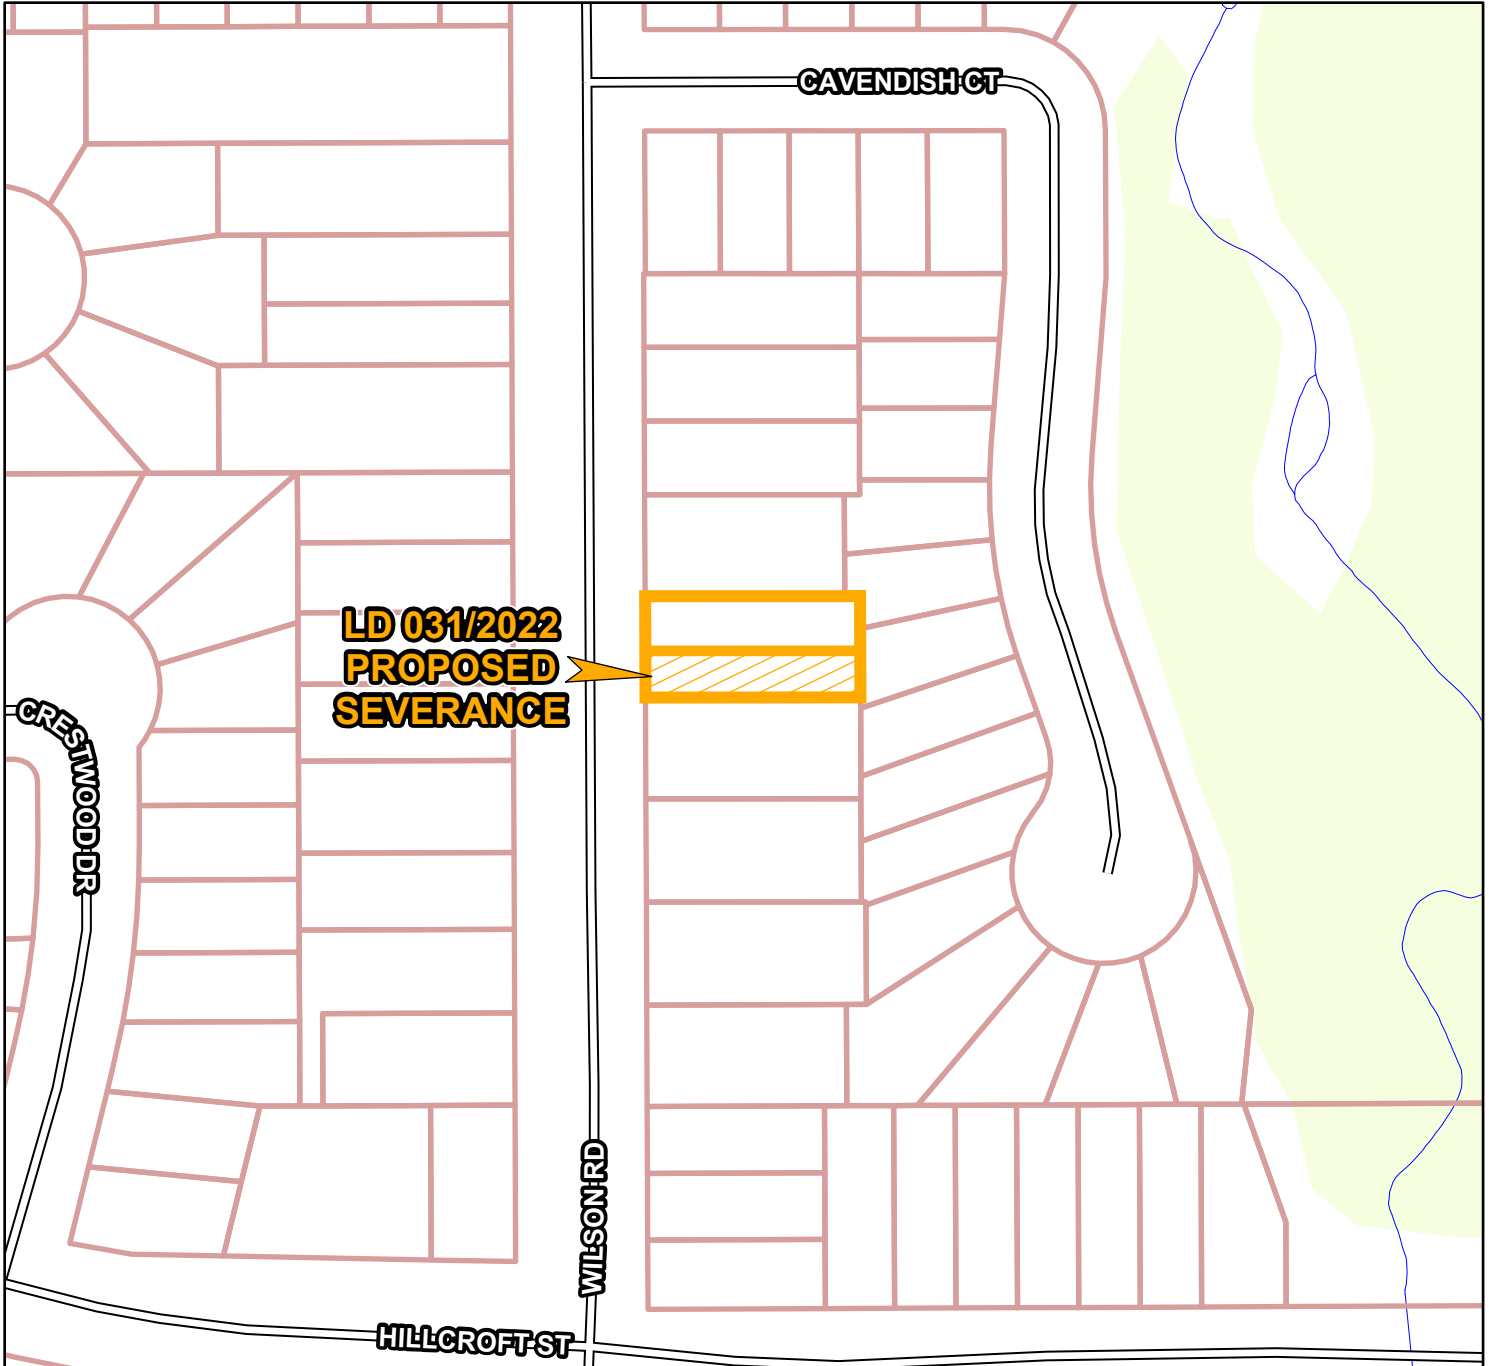 CAVENDISH CT
LD 031/2022
PROPOSED
SEVERANCE
CRESTWOOD DR
WILSON RD
HILLCROFT ST